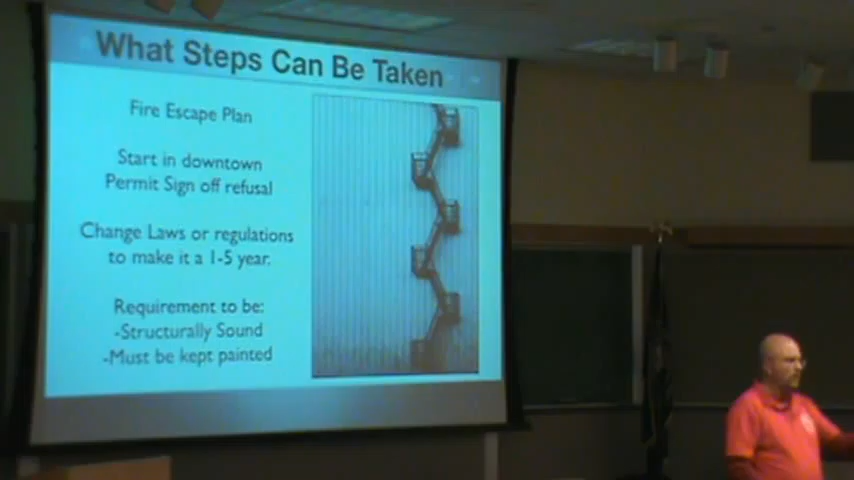 What Steps Can Be Taken
Fire Escape Plan
Start in downtown
Permit Sign off refusal
Change Laws or regulations
to make it a 1-5 year.
Requirement to be:
-Structurally Sound
-Must be kept painted